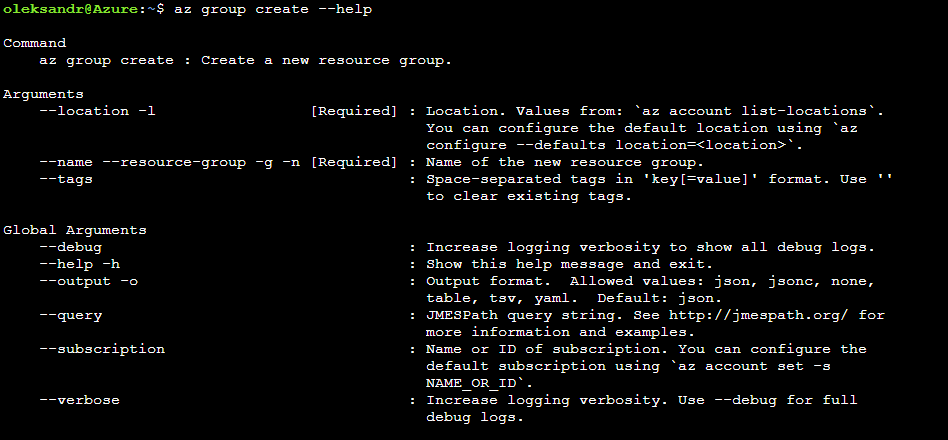 oleksandr@Azure:~$ az group create --help
Command
az group create : Create a new resource group.
Arguments
--location -l [Required] : Location. Values from: `az account list-locations`.
You can configure the default location using `az
configure --defaults location=<location>`.
--name --resource-group -g -n [Required] : Name of the new resource group.
--tags : Space-separated tags in 'key[=value]' format. Use ''
to clear existing tags.
Global Arguments
--debug : Increase logging verbosity to show all debug logs.
--help -h : Show this help message and exit.
--output -o : Output format.  Allowed values: json, jsonc, none,
table, tsv, yaml.  Default: json.
--query : JMESPath query string. See http://jmespath.org/ for
more information and examples.
--subscription : Name or ID of subscription. You can configure the
default subscription using `az account set -s
NAME_OR_ID`.
--verbose : Increase logging verbosity. Use --debug for full
debug logs.